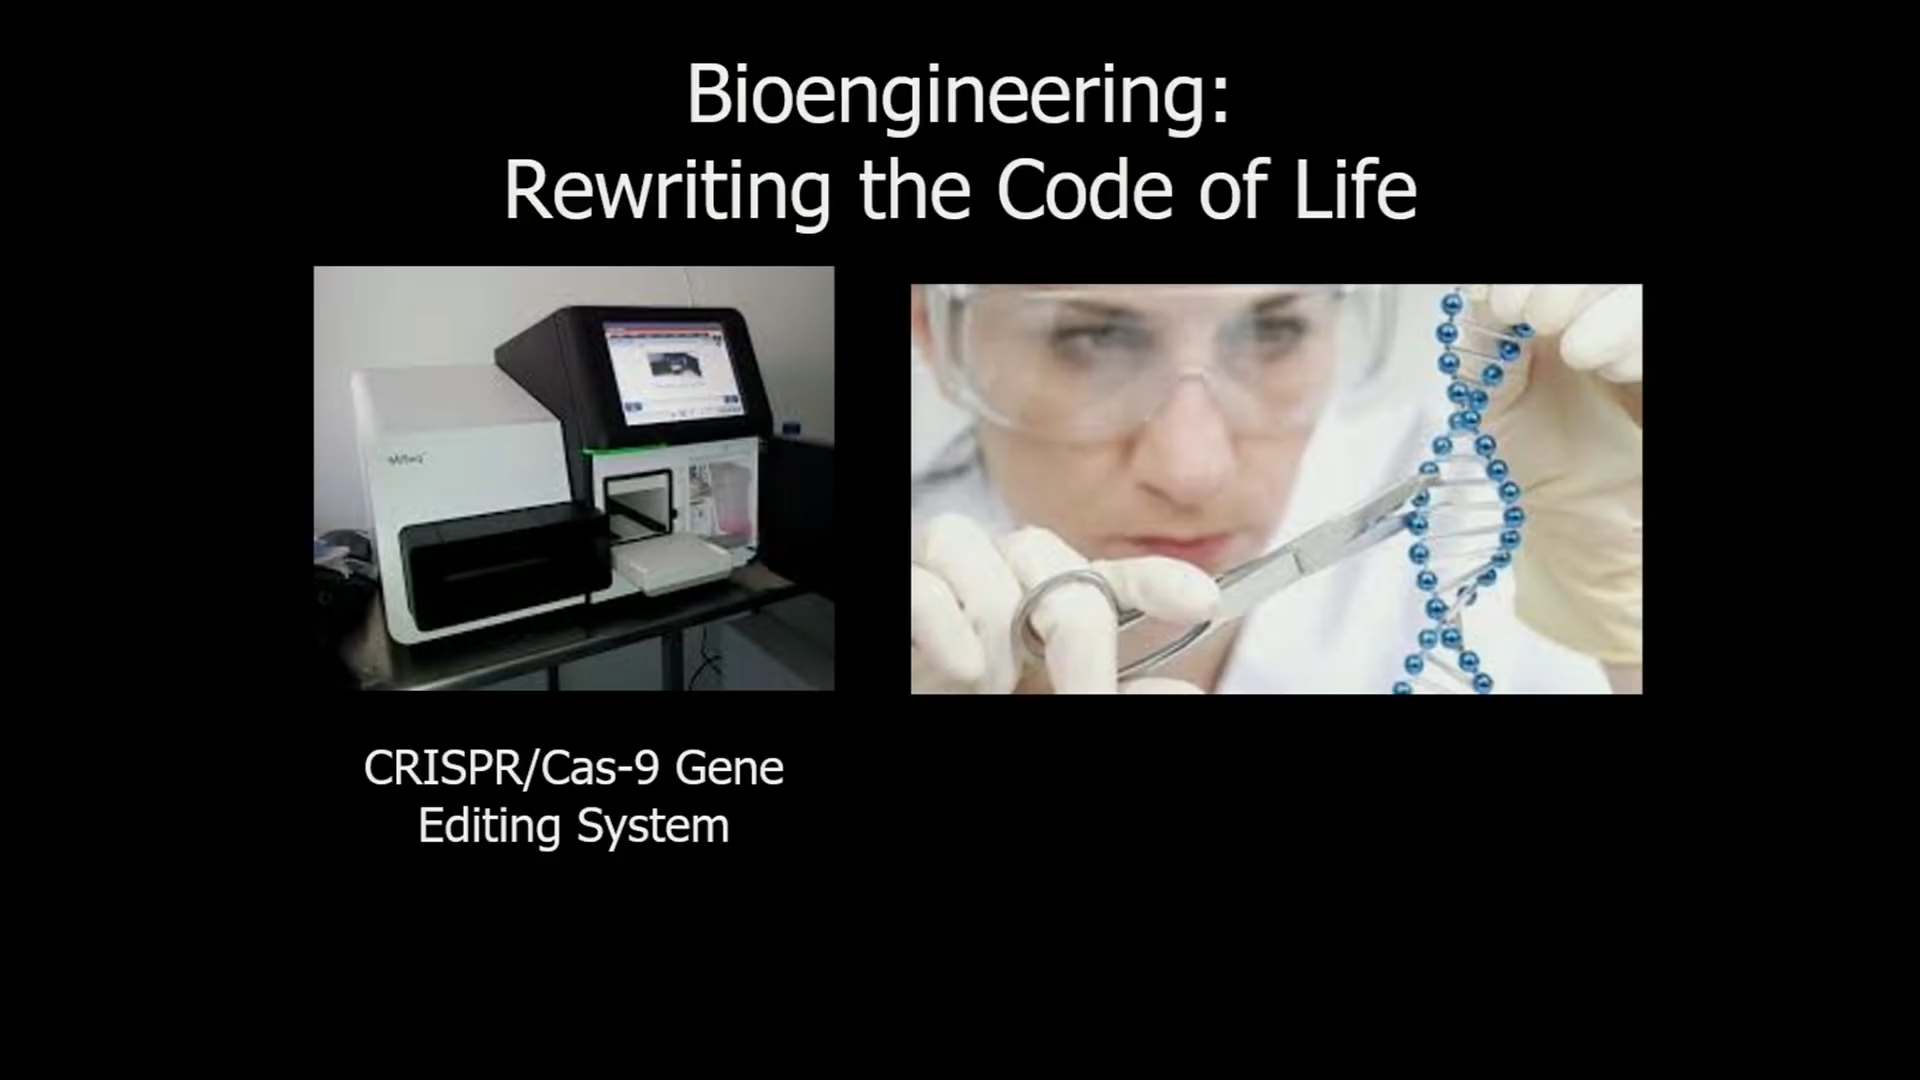 Bioengineering:
Rewriting the Code of Life
CRISPR/Cas-9 Gene
Editing System